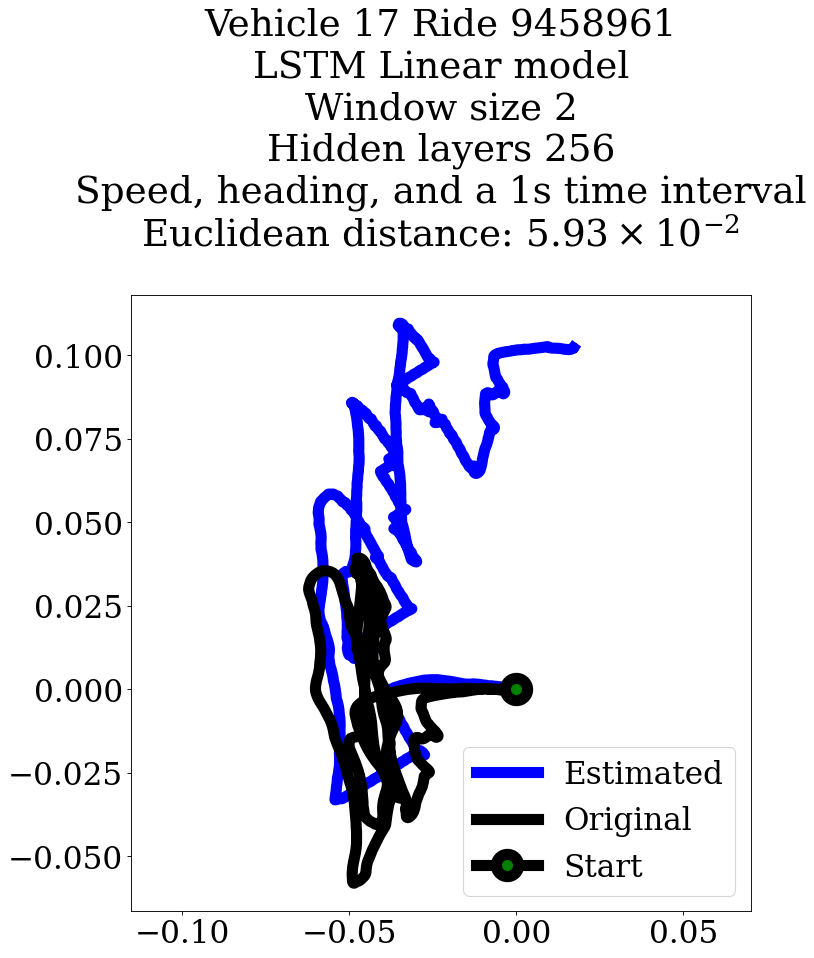 Vehicle 17 Ride 9458961
LSTM Linear model
Window size 2
Hidden layers 256
Speed, heading, and a 1s time interval
Euclidean distance: 5.93 × 10⁻²
0.100
0.075
0.050
0.025
0.000
−0.025
−0.050
Estimated
Original
Start
−0.10
−0.05
0.00
0.05